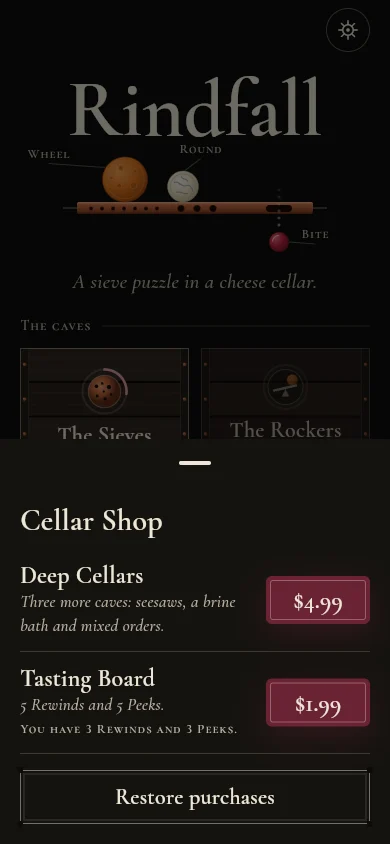 Rindfall
Wheel
Round
Bite
A sieve puzzle in a cheese cellar.
The caves
The Sieves
The Rockers
Cellar Shop
Deep Cellars
Three more caves: seesaws, a brine
bath and mixed orders.
$4.99
Tasting Board
5 Rewinds and 5 Peeks.
You have 3 Rewinds and 3 Peeks.
$1.99
Restore purchases